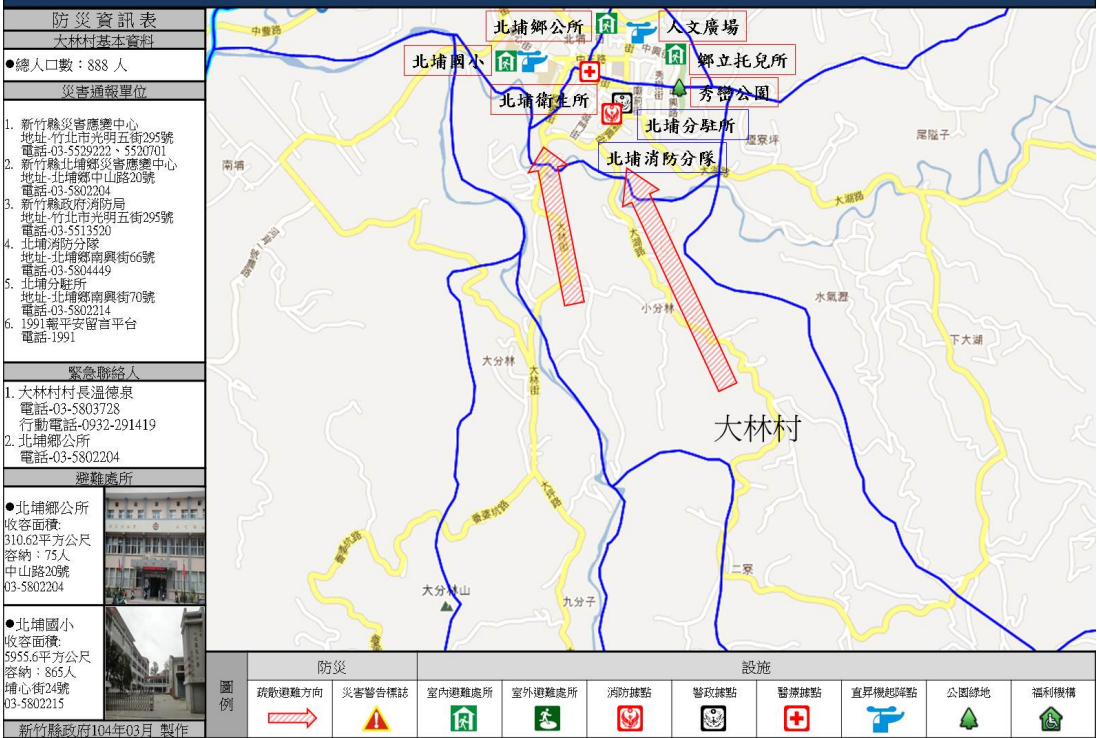 防災資訊表
大林村基本資料
●總人口數：888 人
災害通報單位
1. 新竹縣災害應變中心
地址-竹北市光明五街295號
電話-03-5529222、5520701
2. 新竹縣北埔鄉災害應變中心
地址-北埔鄉中山路20號
電話-03-5802204
3. 新竹縣政府消防局
地址-竹北市光明五街295號
電話-03-5513520
4. 北埔消防分隊
地址-北埔鄉南興街66號
電話-03-5804449
5. 北埔分駐所
地址-北埔鄉南興街70號
電話-03-5802214
6. 1991報平安留言平台
電話-1991
緊急聯絡人
1. 大林村村長溫德泉
電話-03-5803728
行動電話-0932-291419
2. 北埔鄉公所
電話-03-5802204
避難處所
●北埔鄉公所
收容面積:
310.62平方公尺
容納：75人
中山路20號
03-5802204
●北埔國小
收容面積:
5955.6平方公尺
容納：865人
埔心街24號
03-5802215
新竹縣政府104年03月 製作
中豐路
北埔鄉公所
人文廣場
北埔國小
鄉立托兒所
北埔衛生所
秀巒公園
北埔分駐所
北埔消防分隊
南埔
尾隘子
大湖路
大林街
大湖路
小分林
水氣瀝
下大湖
大分林
大林街
大林村
大坪路
番婆坑路
番婆坑路
二寮
大分林山
九分子
圖例
防災
設施
疏散避難方向
災害警告標誌
室內避難處所
室外避難處所
消防據點
警政據點
醫療據點
直昇機起降點
公園綠地
福利機構